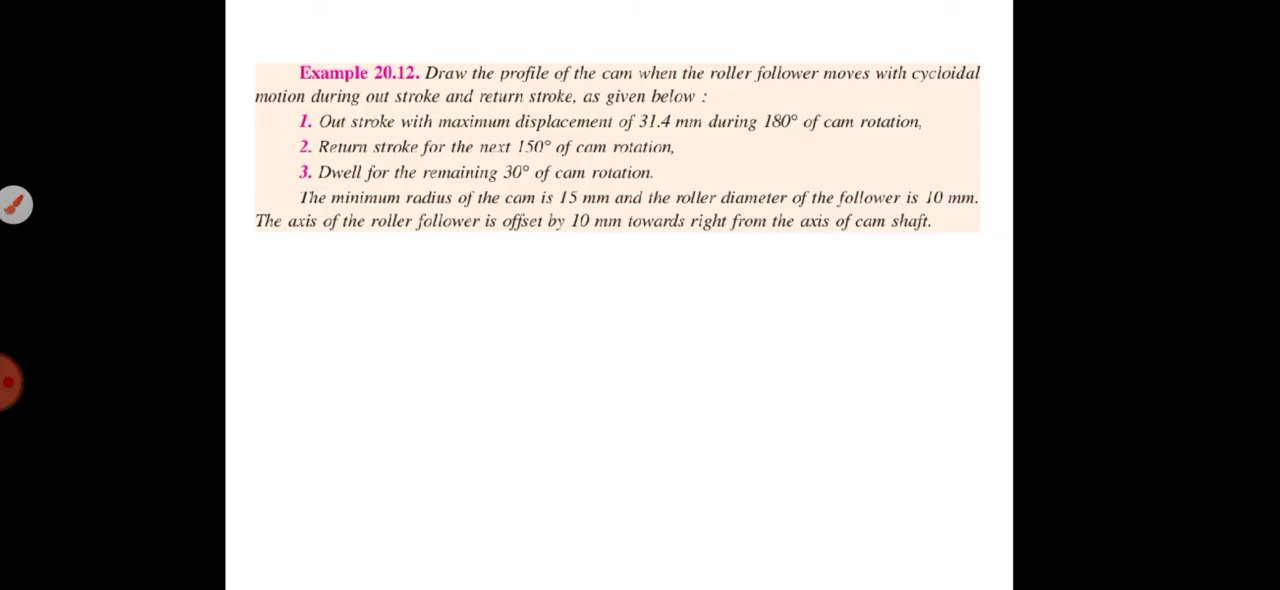 Example 20.12. Draw the profile of the cam when the roller follower moves with cycloidal
motion during out stroke and return stroke, as given below :
1. Out stroke with maximum displacement of 31.4 mm during 180° of cam rotation,
2. Return stroke for the next 150° of cam rotation,
3. Dwell for the remaining 30° of cam rotation.
The minimum radius of the cam is 15 mm and the roller diameter of the follower is 10 mm.
The axis of the roller follower is offset by 10 mm towards right from the axis of cam shaft.